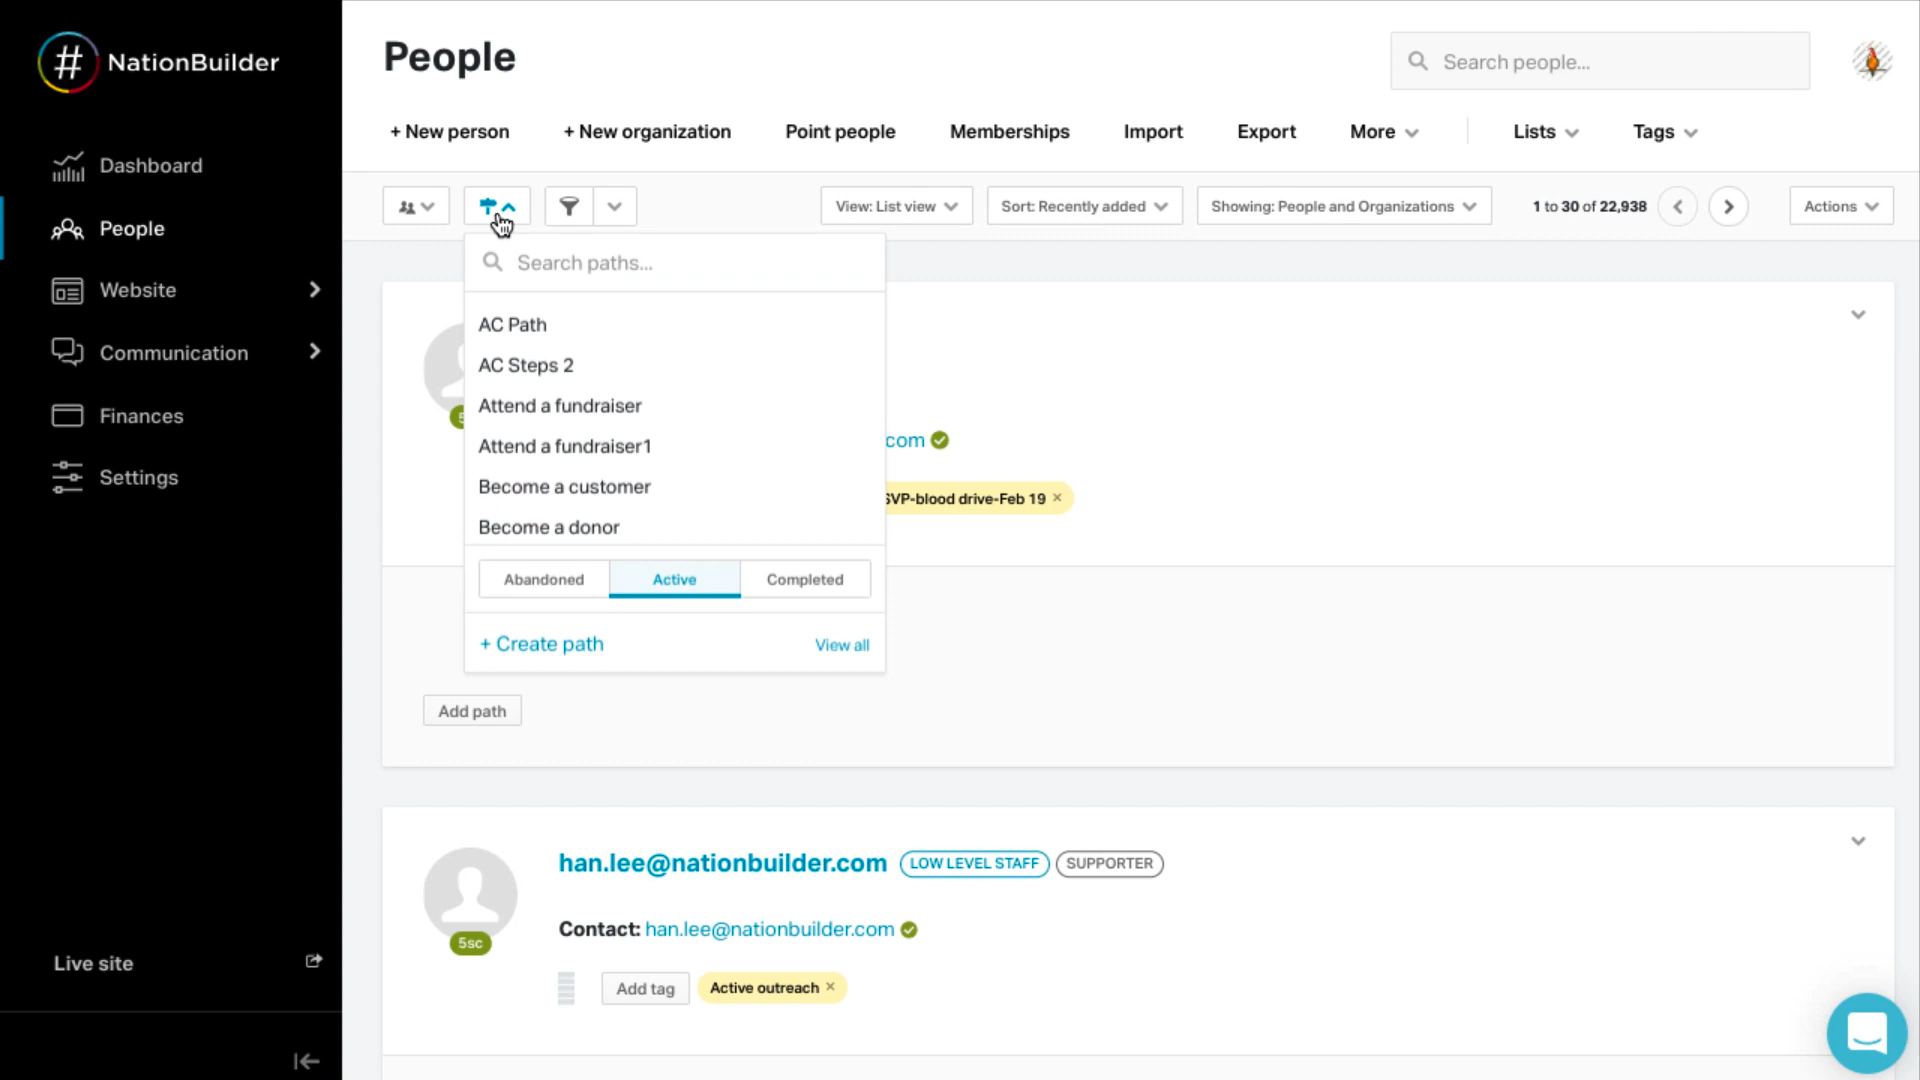 # NationBuilder
Dashboard
People
Website
Communication
Finances
Settings
Live site
People
Search people...
+ New person
+ New organization
Point people
Memberships
Import
Export
More
Lists
Tags
View: List view
Sort: Recently added
Showing: People and Organizations
1 to 30 of 22,938
Actions
Search paths...
AC Path
AC Steps 2
Attend a fundraiser
Attend a fundraiser1
Become a customer
Become a donor
Abandoned
Active
Completed
+ Create path
View all
com
SVP-blood drive-Feb 19 ×
Add path
han.lee@nationbuilder.com
LOW LEVEL STAFF
SUPPORTER
Contact: han.lee@nationbuilder.com
5sc
Add tag
Active outreach ×